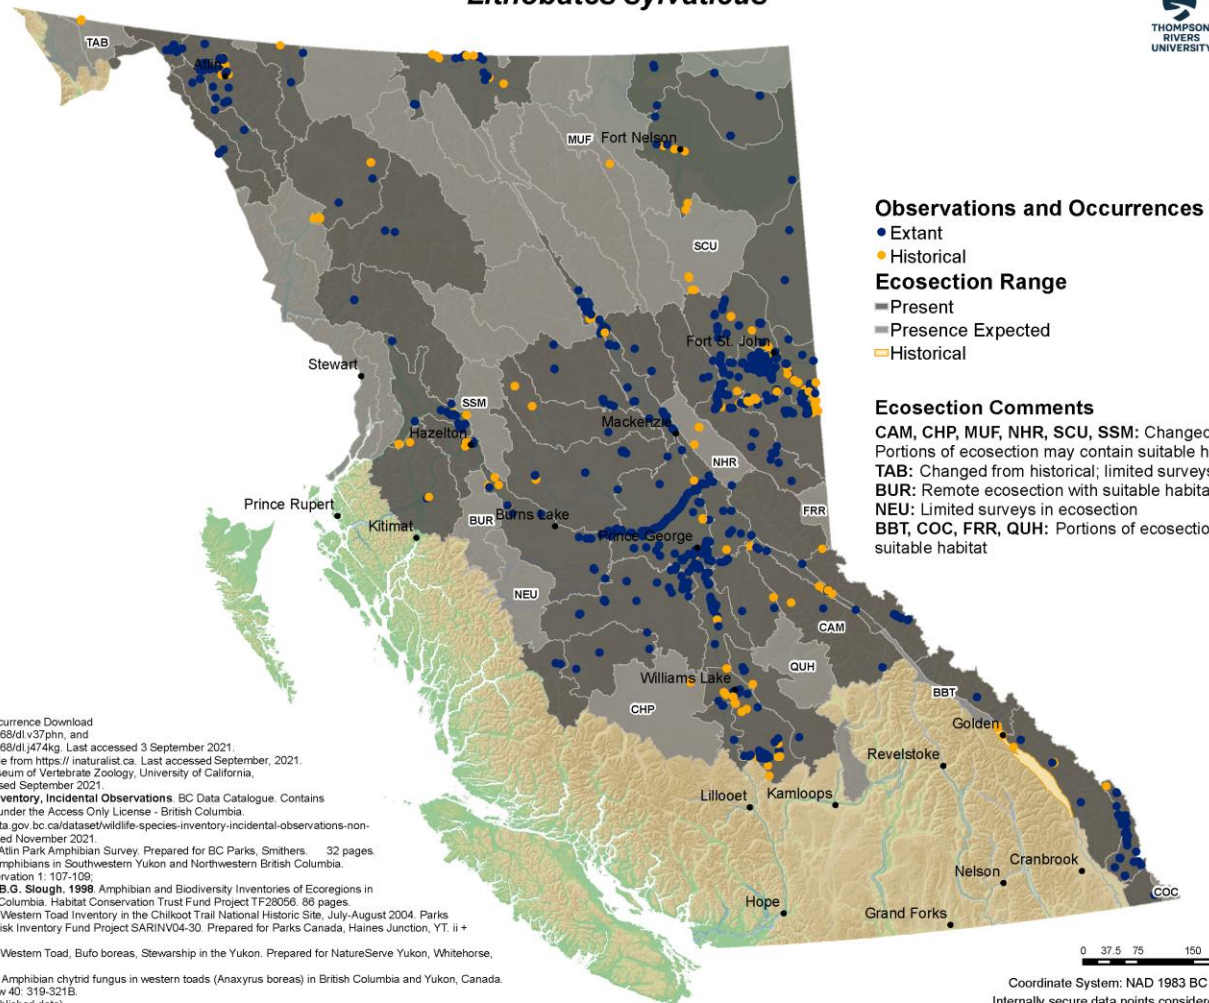 Lithobates sylvaticus
THOMPSON
RIVERS
UNIVERSITY
TAB
Atlin
MUF
Fort Nelson
SCU
Observations and Occurrences
Extant
Historical
Ecosection Range
Present
Presence Expected
Historical
Fort St. John
Stewart
SSM
Mackenzie
Hazelton
NHR
Ecosection Comments
CAM, CHP, MUF, NHR, SCU, SSM: Changed
Portions of ecosection may contain suitable h
TAB: Changed from historical; limited surveys
BUR: Remote ecosection with suitable habita
NEU: Limited surveys in ecosection
BBT, COC, FRR, QUH: Portions of ecosectio
suitable habitat
Prince Rupert
Kitimat
BUR
Burns Lake
Prince George
FRR
NEU
CAM
QUH
Williams Lake
CHP
BBT
Golden
Revelstoke
Lillooet
Kamloops
Cranbrook
Nelson
COC
Hope
Grand Forks
currence Download
68/dl.v37phn, and
68/dl.j474kg. Last accessed 3 September 2021.
e from https:// inaturalist.ca. Last accessed September, 2021.
seum of Vertebrate Zoology, University of California,
sed September 2021.
ventory, Incidental Observations. BC Data Catalogue. Contains
under the Access Only License - British Columbia.
ta.gov.bc.ca/dataset/wildlife-species-inventory-incidental-observations-non-
ed November 2021.
Atlin Park Amphibian Survey. Prepared for BC Parks, Smithers. 32 pages.
mphibians in Southwestern Yukon and Northwestern British Columbia.
ervation 1: 107-109;
B.G. Slough. 1998. Amphibian and Biodiversity Inventories of Ecoregions in
Columbia. Habitat Conservation Trust Fund Project TF28056. 86 pages.
Western Toad Inventory in the Chilkoot Trail National Historic Site, July-August 2004. Parks
isk Inventory Fund Project SARINV04-30. Prepared for Parks Canada, Haines Junction, YT. ii +
Western Toad, Bufo boreas, Stewarship in the Yukon. Prepared for NatureServe Yukon, Whitehorse,
Amphibian chytrid fungus in western toads (Anaxyrus boreas) in British Columbia and Yukon, Canada.
w 40: 319-321B.
0 37.5 75 150
Coordinate System: NAD 1983 BC
Internally secure data points considere